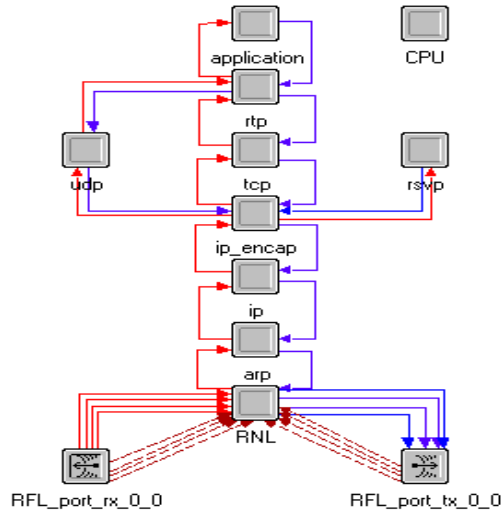 application
CPU
rtp
udp
tcp
rsvp
ip_encap
ip
arp
RNL
RFL_port_rx_0_0
RFL_port_tx_0_0